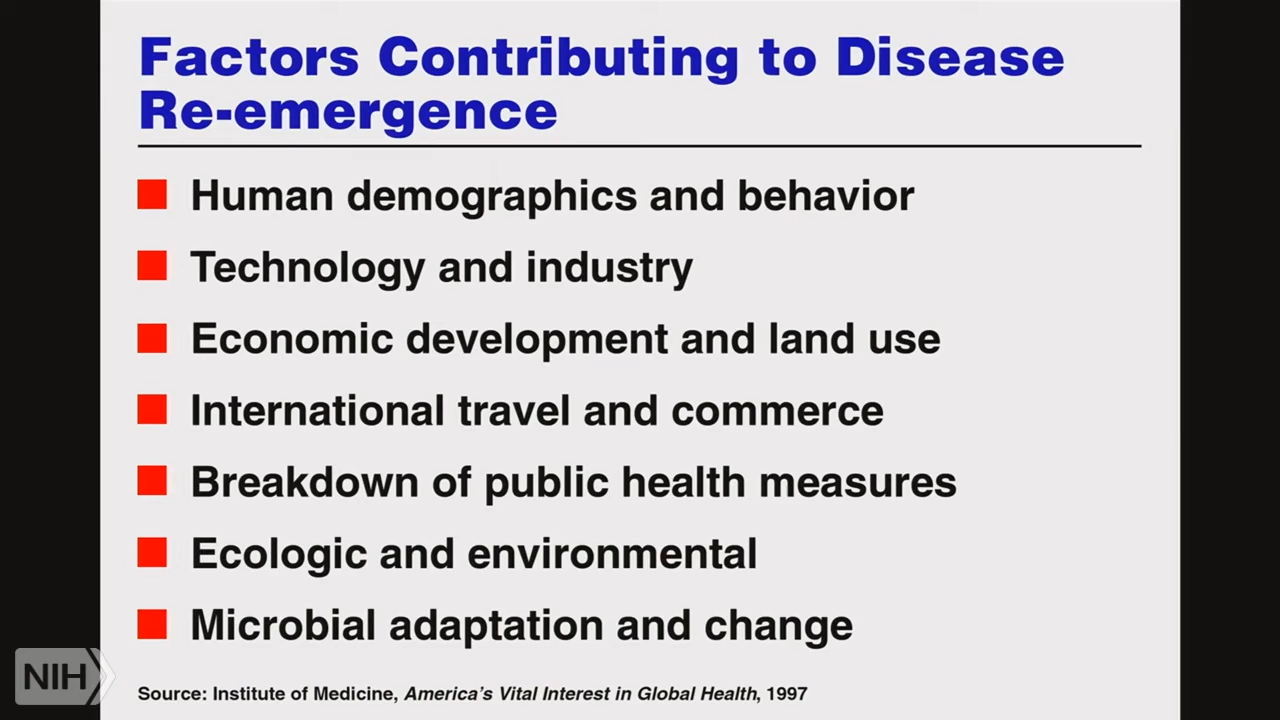 Factors Contributing to Disease
Re-emergence
Human demographics and behavior
Technology and industry
Economic development and land use
International travel and commerce
Breakdown of public health measures
Ecologic and environmental
Microbial adaptation and change
NIH
Source: Institute of Medicine, America's Vital Interest in Global Health, 1997